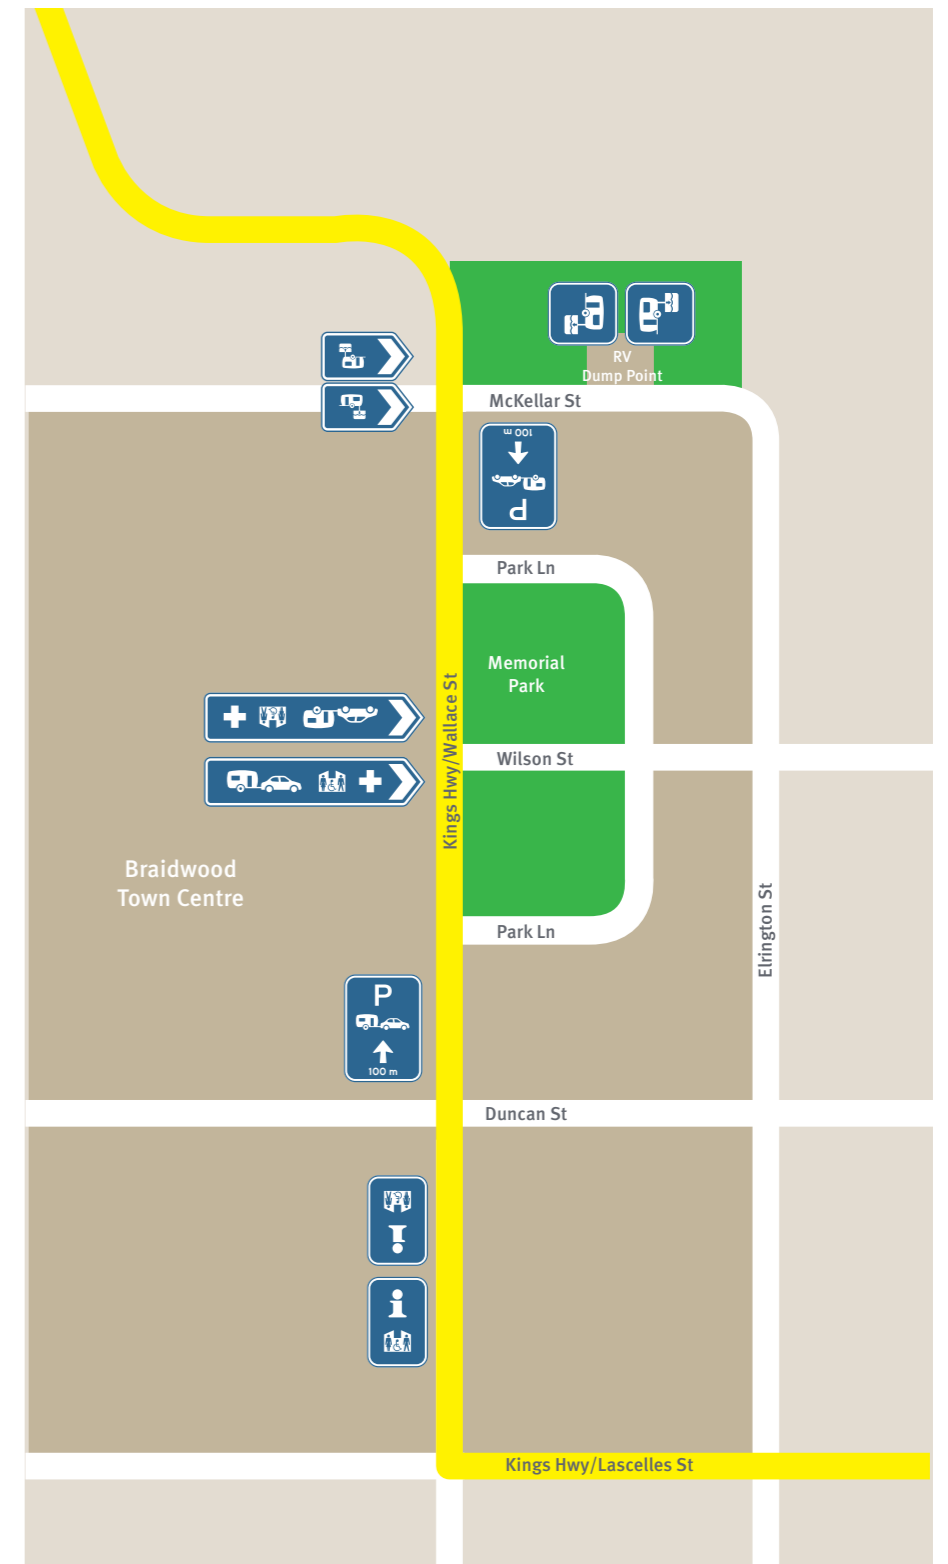 RV
Dump Point
McKellar St
100 m
P
Park Ln
Memorial
Park
Kings Hwy/Wallace St
Wilson St
Braidwood
Town Centre
Elrington St
Park Ln
P
100 m
Duncan St
i
i
Kings Hwy/Lascelles St